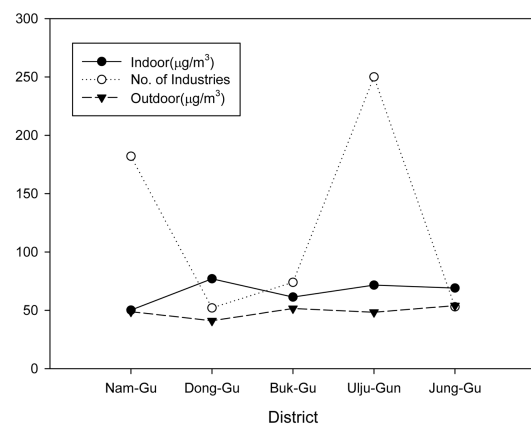 300
250
200
150
100
50
0
Indoor(µg/m³)
No. of Industries
Outdoor(µg/m³)
Nam-Gu Dong-Gu Buk-Gu Ulju-Gun Jung-Gu
District